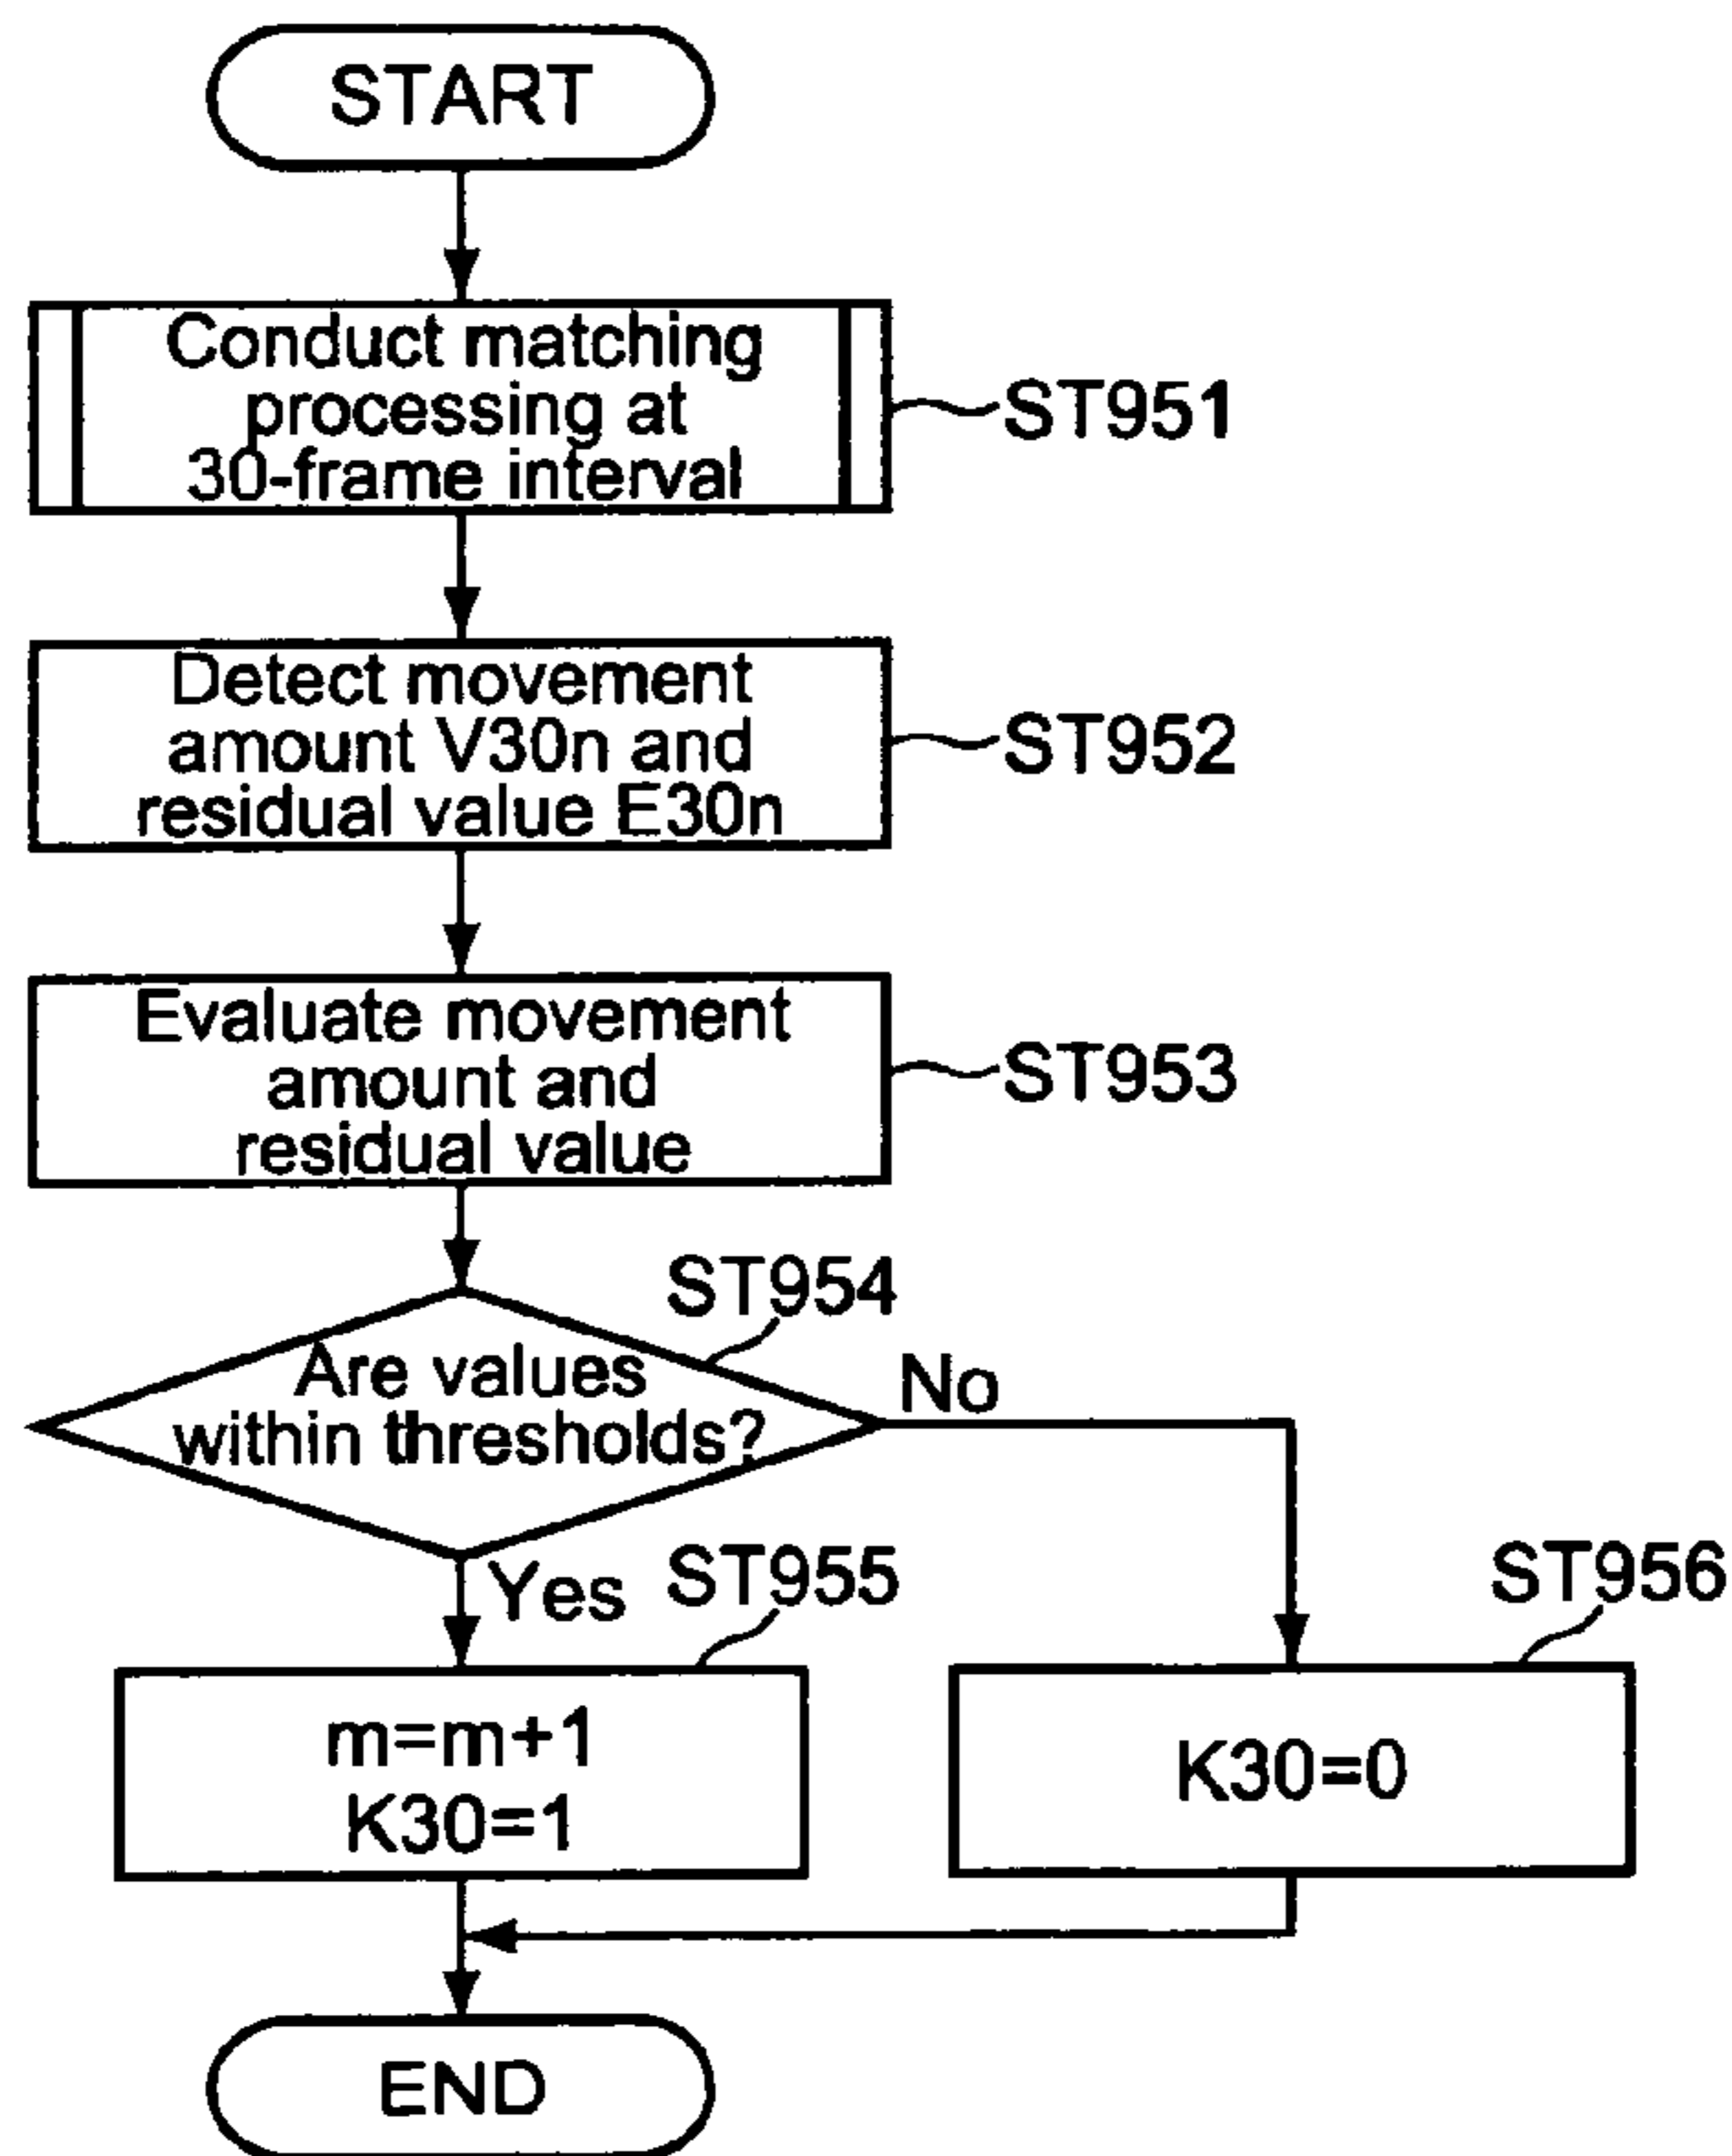 START
Conduct matching
processing at
30-frame interval
ST951
Detect movement
amount V30n and
residual value E30n
ST952
Evaluate movement
amount and
residual value
ST953
ST954
Are values
within thresholds?
No
Yes
ST955
m=m+1
K30=1
ST956
K30=0
END